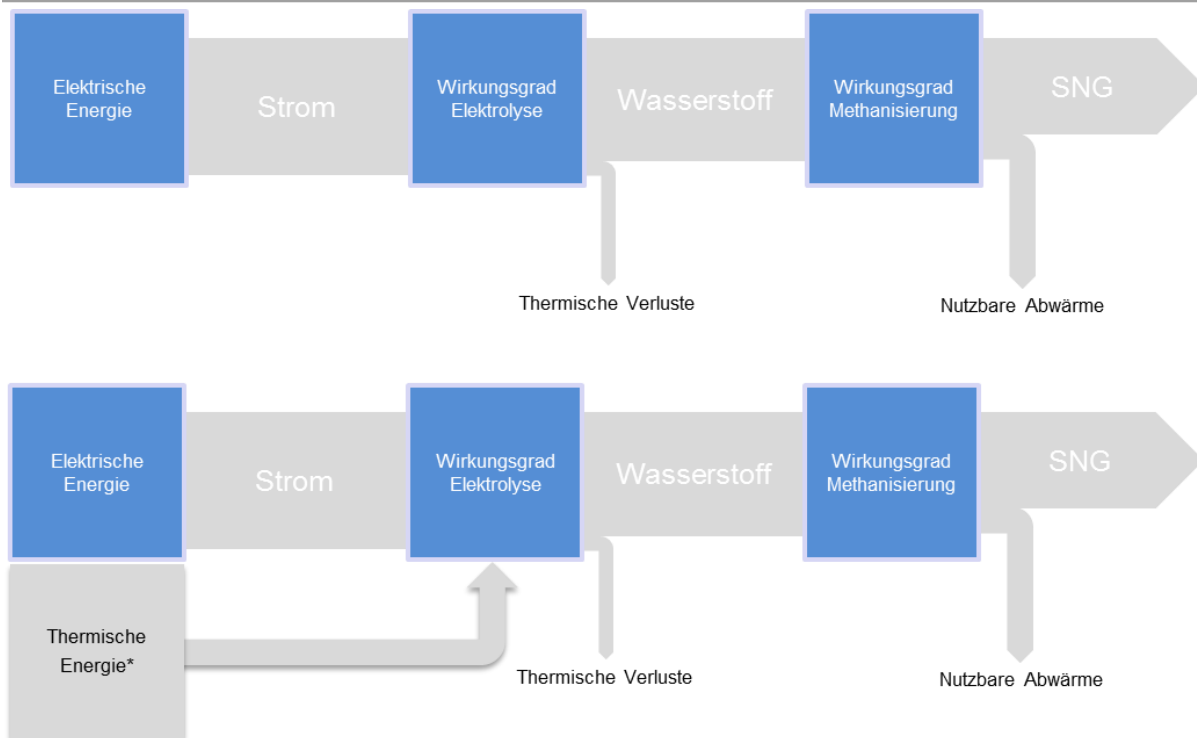 Elektrische
Energie
Strom
Wirkungsgrad
Elektrolyse
Wasserstoff
Wirkungsgrad
Methanisierung
SNG
Thermische Verluste
Nutzbare Abwärme
Elektrische
Energie
Strom
Wirkungsgrad
Elektrolyse
Wasserstoff
Wirkungsgrad
Methanisierung
SNG
Thermische
Energie*
Thermische Verluste
Nutzbare Abwärme